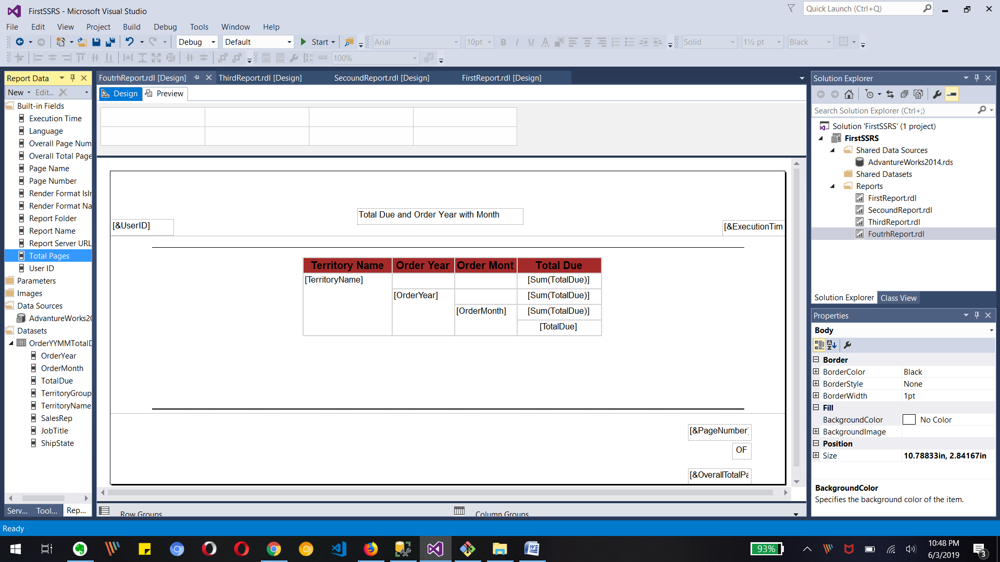 FirstSSRS - Microsoft Visual Studio
Quick Launch (Ctrl+Q)
File Edit View Project Build Debug Tools Window Help
Debug Default Start Arial 10pt B I U A Solid 1½ pt Black
100%
Report Data
New Edit...
Built-in Fields
Execution Time
Language
Overall Page Num
Overall Total Page
Page Name
Page Number
Render Format IsIn
Render Format Na
Report Folder
Report Name
Report Server URL
Total Pages
User ID
Parameters
Images
Data Sources
AdvantureWorks20
Datasets
OrderYYMMTotalD
OrderYear
OrderMonth
TotalDue
TerritoryGroup
TerritoryName
SalesRep
JobTitle
ShipState
Serv... Tool... Rep...
FoutrhReport.rdl [Design] ThirdReport.rdl [Design] SecoundReport.rdl [Design] FirstReport.rdl [Design]
Design Preview
Total Due and Order Year with Month
[&UserID] [&ExecutionTim
Territory Name Order Year Order Mont Total Due
[TerritoryName] [Sum(TotalDue)]
[OrderYear] [Sum(TotalDue)]
[OrderMonth] [Sum(TotalDue)]
[TotalDue]
[&PageNumber]
OF
[&OverallTotalPa
Row Groups Column Groups
Solution Explorer
Search Solution Explorer (Ctrl+;)
Solution 'FirstSSRS' (1 project)
FirstSSRS
Shared Data Sources
AdvantureWorks2014.rds
Shared Datasets
Reports
FirstReport.rdl
SecoundReport.rdl
ThirdReport.rdl
FoutrhReport.rdl
Solution Explorer Class View
Properties
Body
Border
BorderColor Black
BorderStyle None
BorderWidth 1pt
Fill
BackgroundColor No Color
BackgroundImage
Position
Size 10.78833in, 2.84167in
BackgroundColor
Specifies the background color of the item.
Ready
93%
10:48 PM
6/3/2019
3